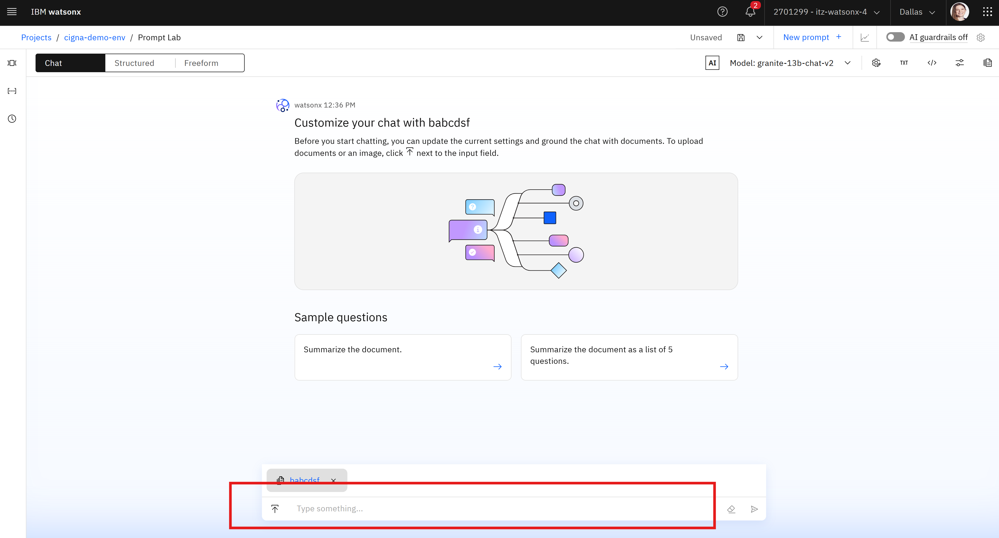 IBM watsonx
2
2701299 - itz-watsonx-4
Dallas
Projects / cigna-demo-env / Prompt Lab
Unsaved
New prompt +
AI guardrails off
Chat
Structured
Freeform
AI
Model: granite-13b-chat-v2
TXT
</>
watsonx 12:36 PM
Customize your chat with babcdsf
Before you start chatting, you can update the current settings and ground the chat with documents. To upload
documents or an image, click next to the input field.
Sample questions
Summarize the document.
Summarize the document as a list of 5
questions.
babcdsf
Type something...